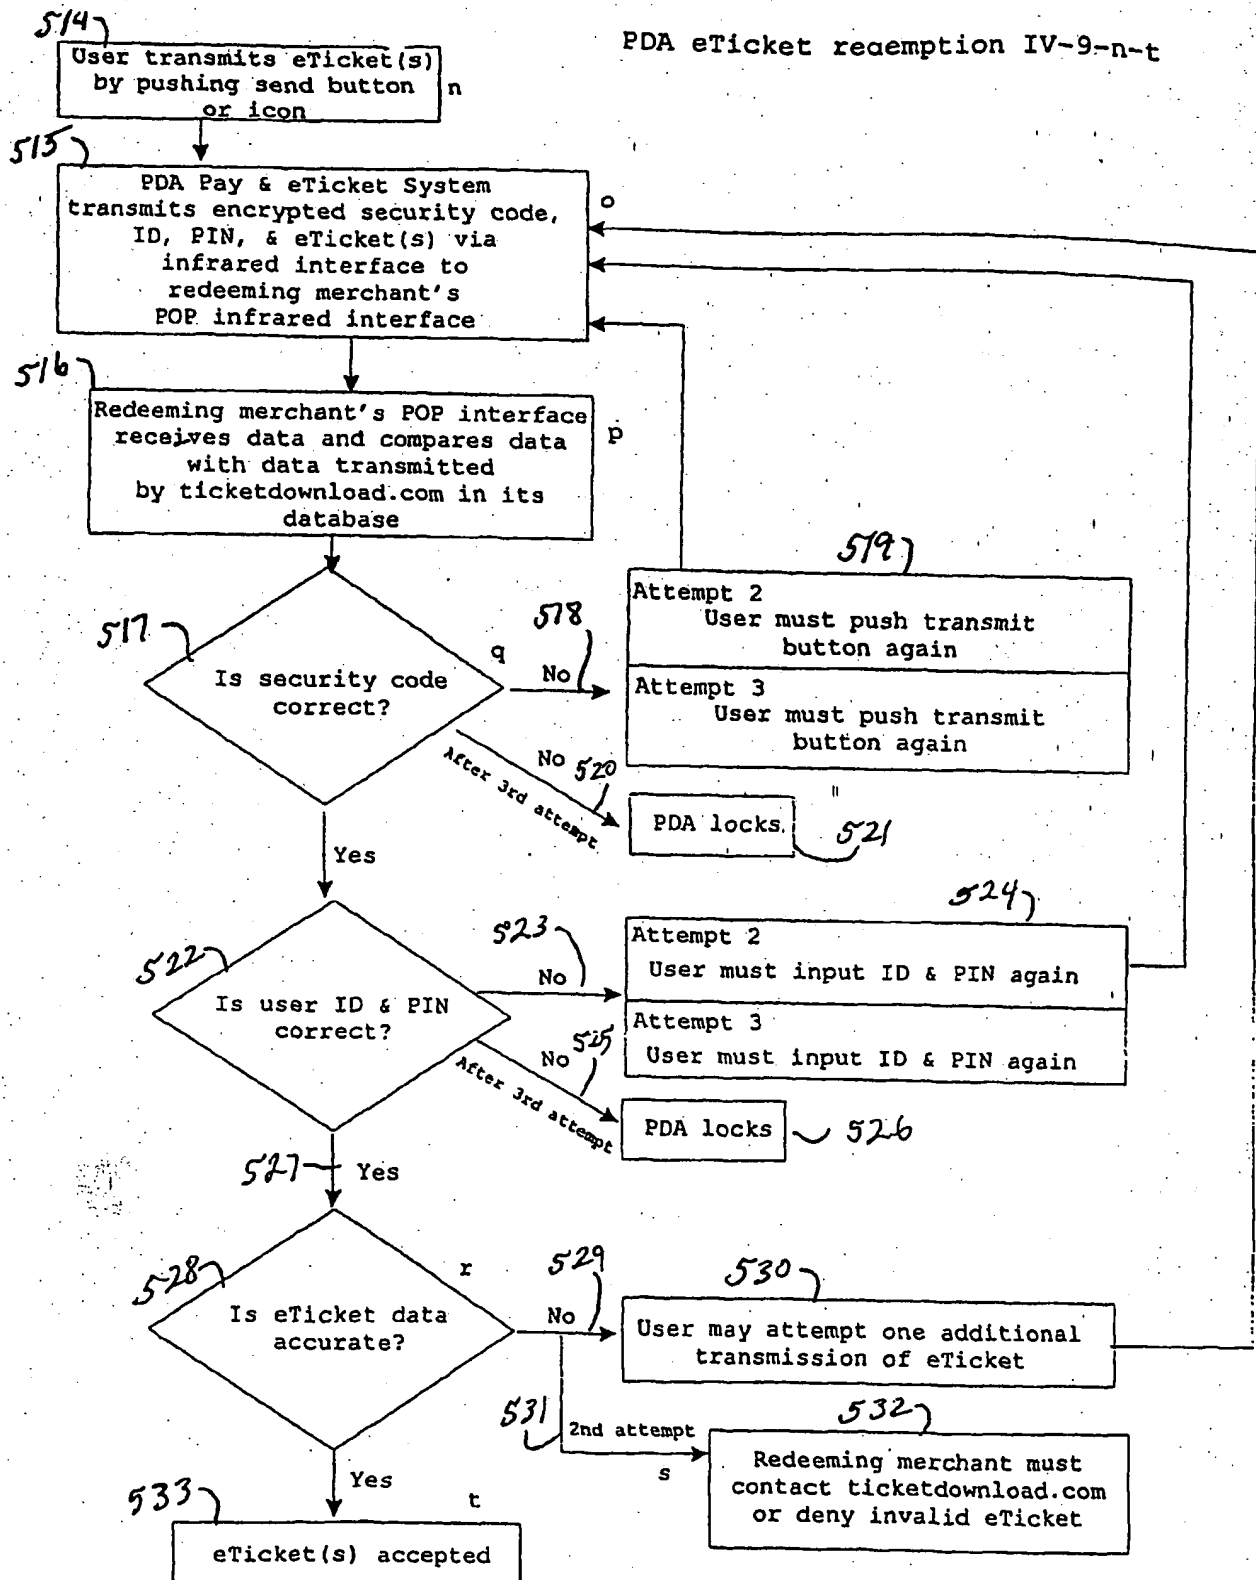 514
PDA eTicket redemption IV-9-n-t
User transmits eTicket(s)
by pushing send button
or icon
n
515
PDA Pay & eTicket System
transmits encrypted security code,
ID, PIN, & eTicket(s) via
infrared interface to
redeeming merchant's
POP infrared interface
o
516
Redeeming merchant's POP interface
receives data and compares data
with data transmitted
by ticketdownload.com in its
database
p
517
Is security code
correct?
q
No
518
519
Attempt 2
User must push transmit
button again
Attempt 3
User must push transmit
button again
No
520
After 3rd attempt
PDA locks.
521
Yes
522
Is user ID & PIN
correct?
523
No
524
Attempt 2
User must input ID & PIN again
Attempt 3
User must input ID & PIN again
No
525
After 3rd attempt
PDA locks
526
527
Yes
528
Is eTicket data
accurate?
r
529
No
530
User may attempt one additional
transmission of eTicket
531
2nd attempt
s
532
Redeeming merchant must
contact ticketdownload.com
or deny invalid eTicket
Yes
t
533
eTicket(s) accepted